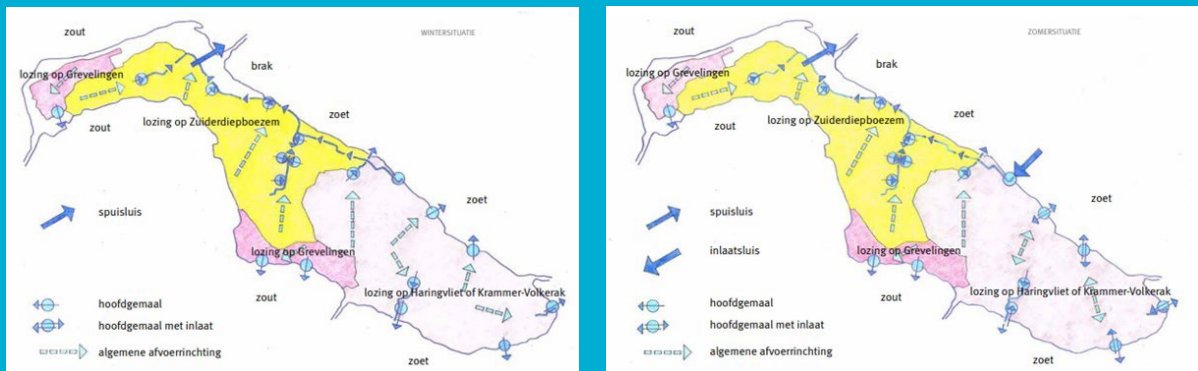 zout
WINTERSITUATIE
lozing op Grevelingen
brak
zout
lozing op Zuiderdiepboezem
zoet
zoet
spuisluis
lozing op Grevelingen
zout
lozing op Haringvliet of Krammer-Volkerak
hoofdgemaal
hoofdgemaal met inlaat
algemene afvoerrichting
zoet
zout
ZOMERSITUATIE
lozing op Grevelingen
brak
zout
lozing op Zuiderdiepboezem
zoet
zoet
spuisluis
inlaatsluis
lozing op Grevelingen
zout
lozing op Haringvliet of Krammer-Volkerak
hoofdgemaal
hoofdgemaal met inlaat
algemene afvoerrichting
zoet